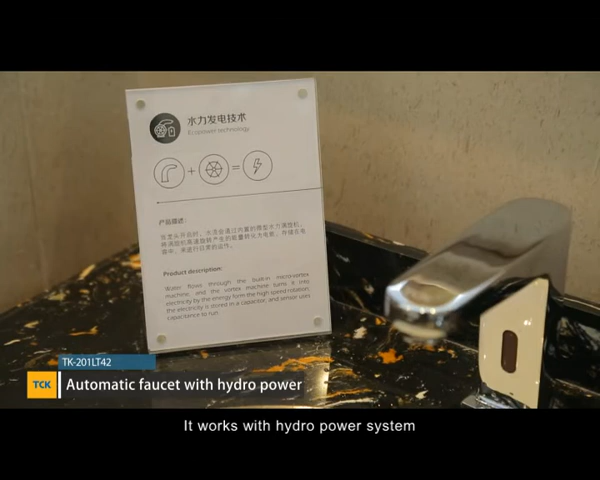 水力发电技术
Ecopower technology
+ =
产品描述:
Product description:
Water flows through the built-in micro-vortex
machine, and the vortex machine turns it into
electricity by the energy form the high speed rotation,
the electricity is stored in a capacitor, and sensor uses
capacitance to run.
TK-201LT42
TCK
Automatic faucet with hydro power
It works with hydro power system